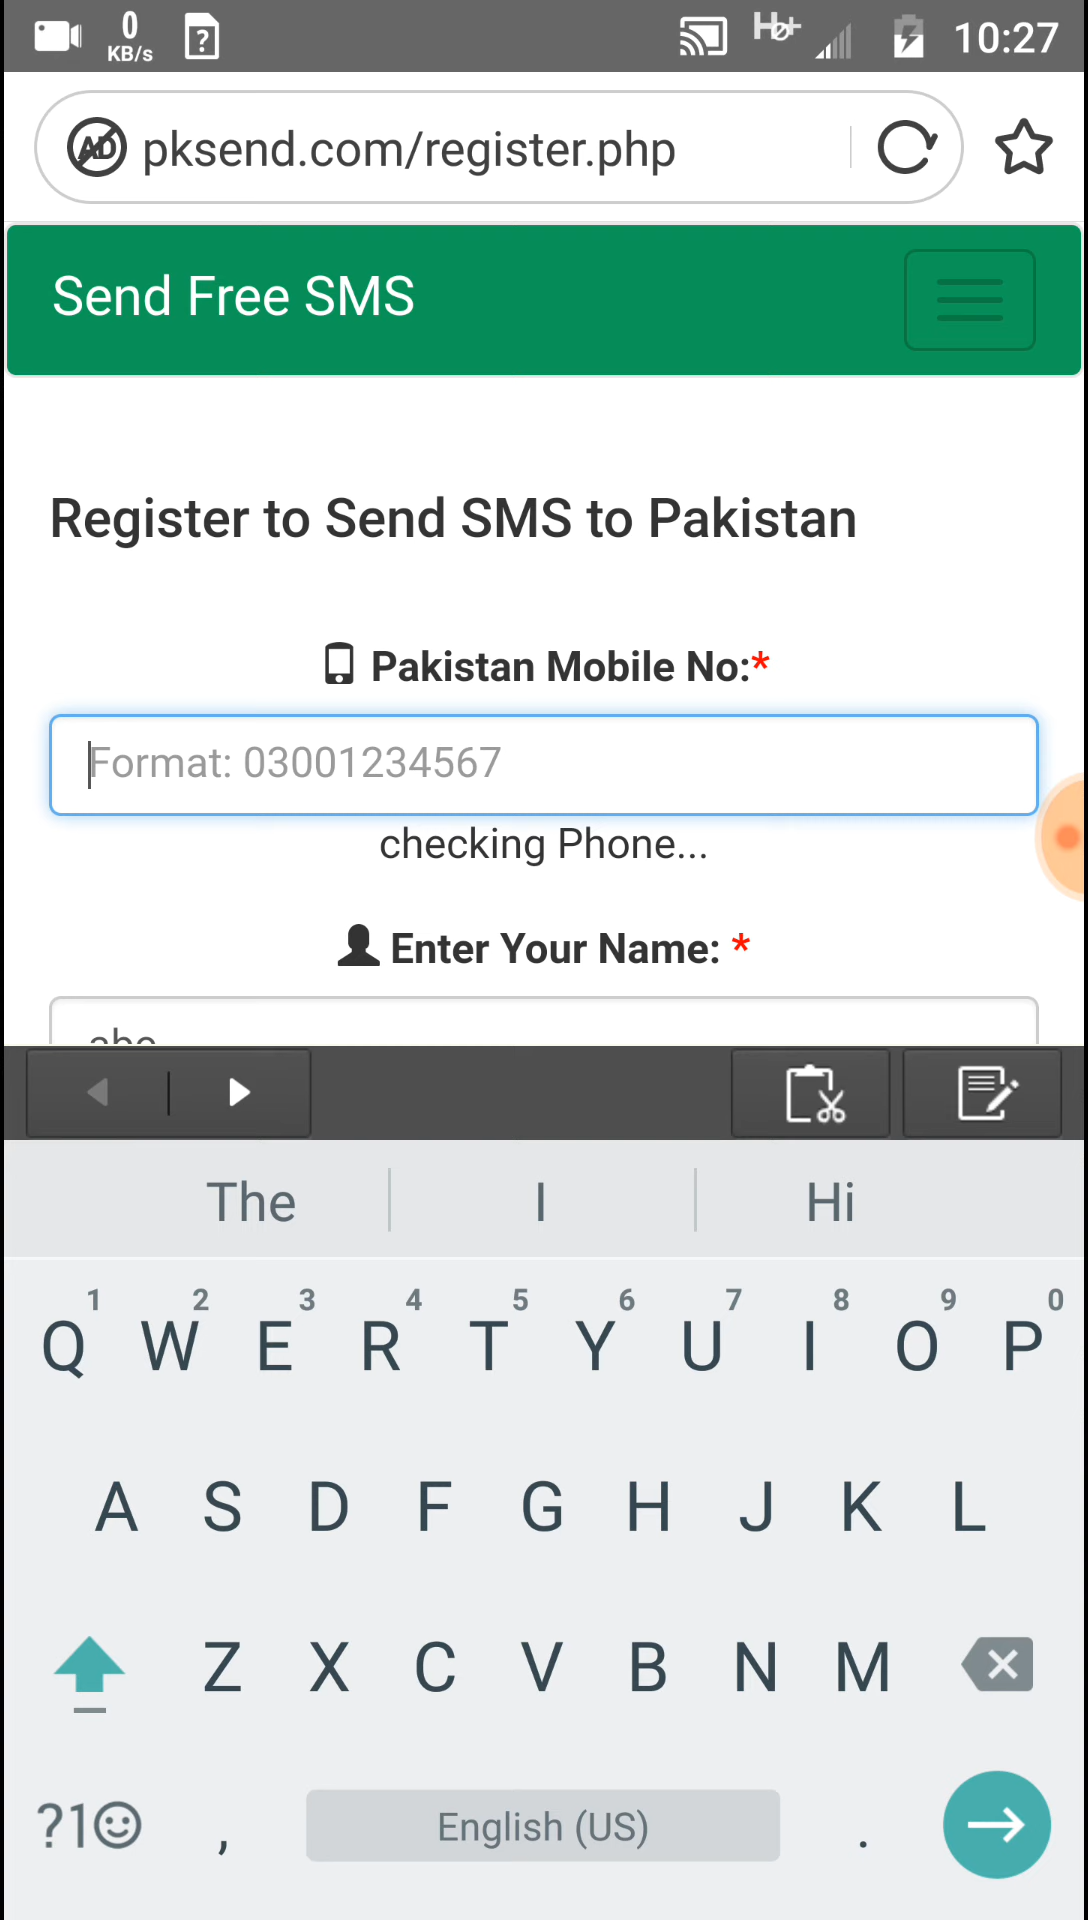 0
KB/s
?
H+
10:27
AD
pksend.com/register.php
Send Free SMS
Register to Send SMS to Pakistan
Pakistan Mobile No:*
Format: 03001234567
checking Phone...
Enter Your Name: *
abc
The I Hi
1 2 3 4 5 6 7 8 9 0
Q W E R T Y U I O P
A S D F G H J K L
Z X C V B N M
?1 , English (US) .